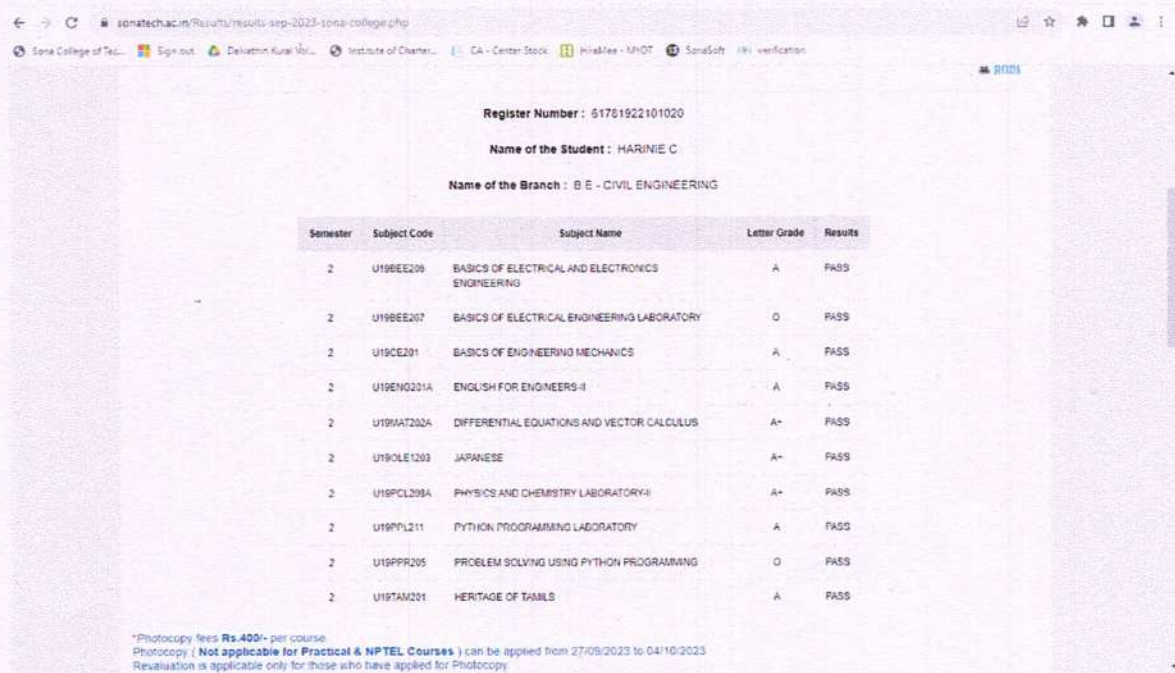 sonatech.ac.in/Results/results-sep-2023-sona-college.php
Sona College of Tec... Sign out Institute of Charter... CA - Center Stock SonaSoft verification
Register Number : 61781922101020
Name of the Student : HARINIE C
Name of the Branch : B E - CIVIL ENGINEERING
Semester Subject Code Subject Name Letter Grade Results
2 U19BEE206 BASICS OF ELECTRICAL AND ELECTRONICS A PASS
ENGINEERING
2 U19BEE207 BASICS OF ELECTRICAL ENGINEERING LABORATORY O PASS
2 U19CE201 BASICS OF ENGINEERING MECHANICS A PASS
2 U19ENG201A ENGLISH FOR ENGINEERS-II A PASS
2 U19MAT202A DIFFERENTIAL EQUATIONS AND VECTOR CALCULUS A+ PASS
2 U19OLE1203 JAPANESE A+ PASS
2 U19PCL208A PHYSICS AND CHEMISTRY LABORATORY-II A+ PASS
2 U19PPL211 PYTHON PROGRAMMING LABORATORY A PASS
2 U19PPR205 PROBLEM SOLVING USING PYTHON PROGRAMMING O PASS
2 U19TAM201 HERITAGE OF TAMILS A PASS
*Photocopy fees Rs.400/- per course
Photocopy ( Not applicable for Practical & NPTEL Courses ) can be applied from 27/09/2023 to 04/10/2023
Revaluation is applicable only for those who have applied for Photocopy